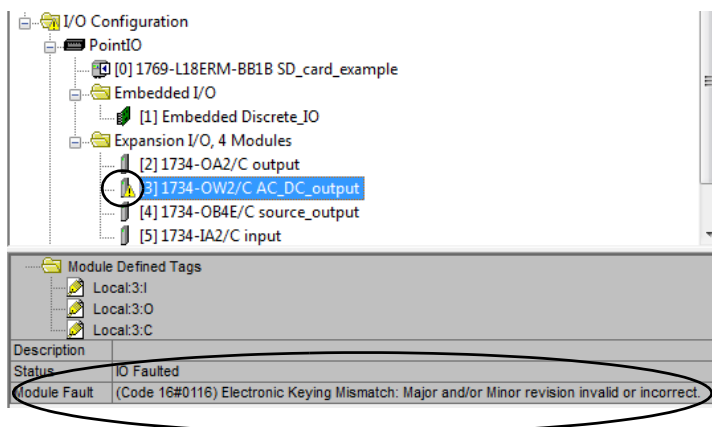 I/O Configuration
PointIO
[0] 1769-L18ERM-BB1B SD_card_example
Embedded I/O
[1] Embedded Discrete_IO
Expansion I/O, 4 Modules
[2] 1734-OA2/C output
[3] 1734-OW2/C AC_DC_output
[4] 1734-OB4E/C source_output
[5] 1734-IA2/C input
Module Defined Tags
Local:3:I
Local:3:O
Local:3:C
Description
Status IO Faulted
Module Fault (Code 16#0116) Electronic Keying Mismatch: Major and/or Minor revision invalid or incorrect.